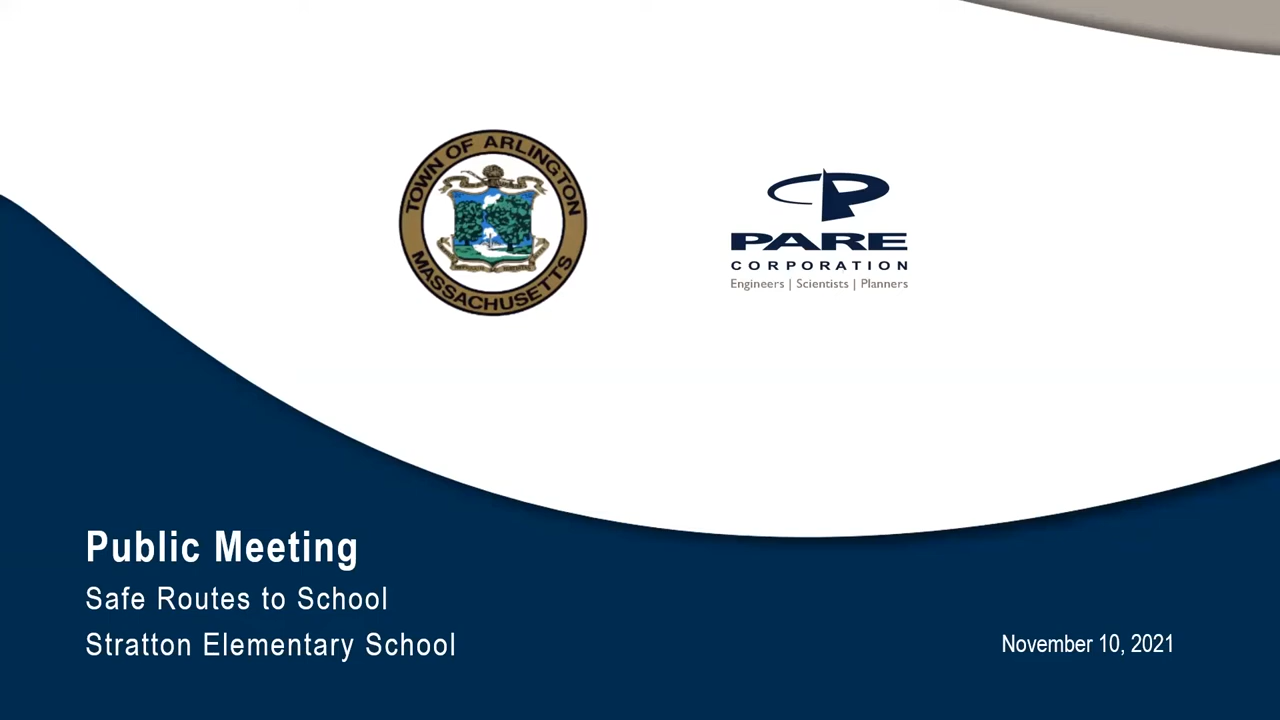 TOWN OF ARLINGTON
MASSACHUSETTS
PARE
CORPORATION
Engineers | Scientists | Planners
Public Meeting
Safe Routes to School
Stratton Elementary School
November 10, 2021